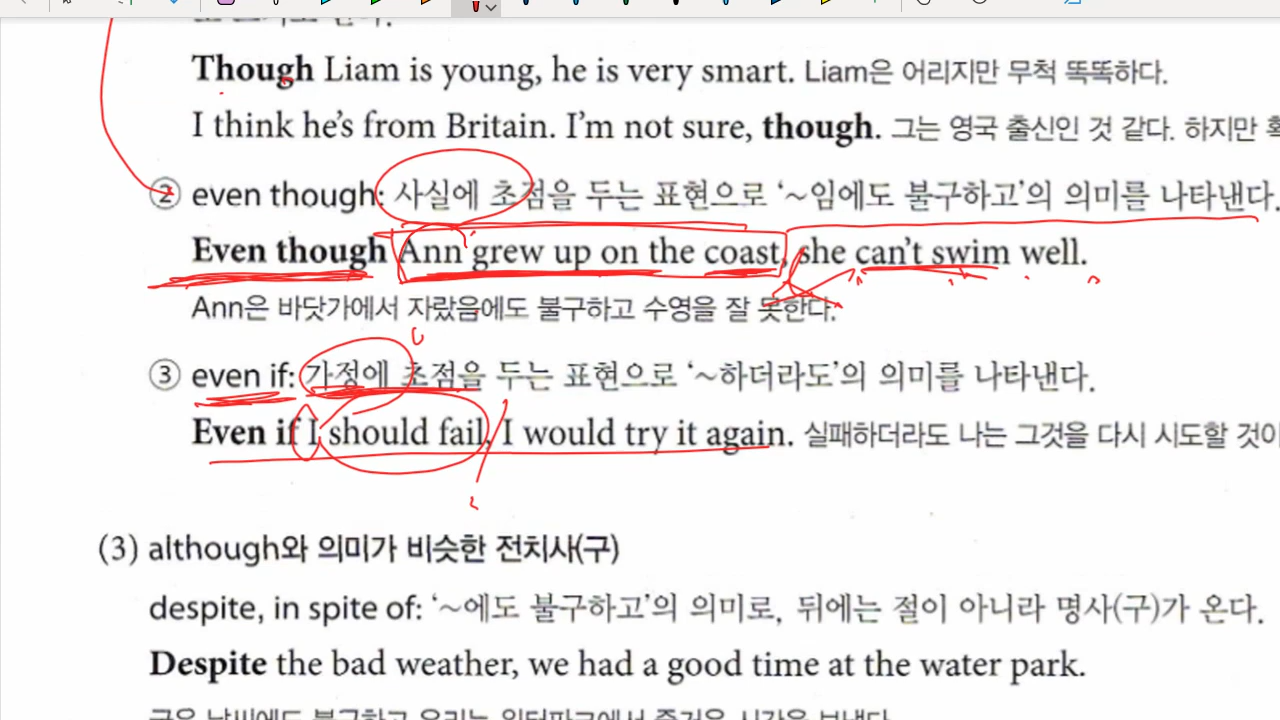 Though Liam is young, he is very smart. Liam은 어리지만 무척 똑똑하다.
I think he's from Britain. I'm not sure, though. 그는 영국 출신인 것 같다. 하지만
② even though: 사실에 초점을 두는 표현으로 ‘~임에도 불구하고’의 의미를 나타낸다.
Even though Ann grew up on the coast, she can't swim well.
Ann은 바닷가에서 자랐음에도 불구하고 수영을 잘 못한다.
③ even if: 가정에 초점을 두는 표현으로 ‘~하더라도’의 의미를 나타낸다.
Even if I should fail, I would try it again. 실패하더라도 나는 그것을 다시 시도할 것이
(3) although와 의미가 비슷한 전치사(구)
despite, in spite of: ‘~에도 불구하고’의 의미로, 뒤에는 절이 아니라 명사(구)가 온다.
Despite the bad weather, we had a good time at the water park.